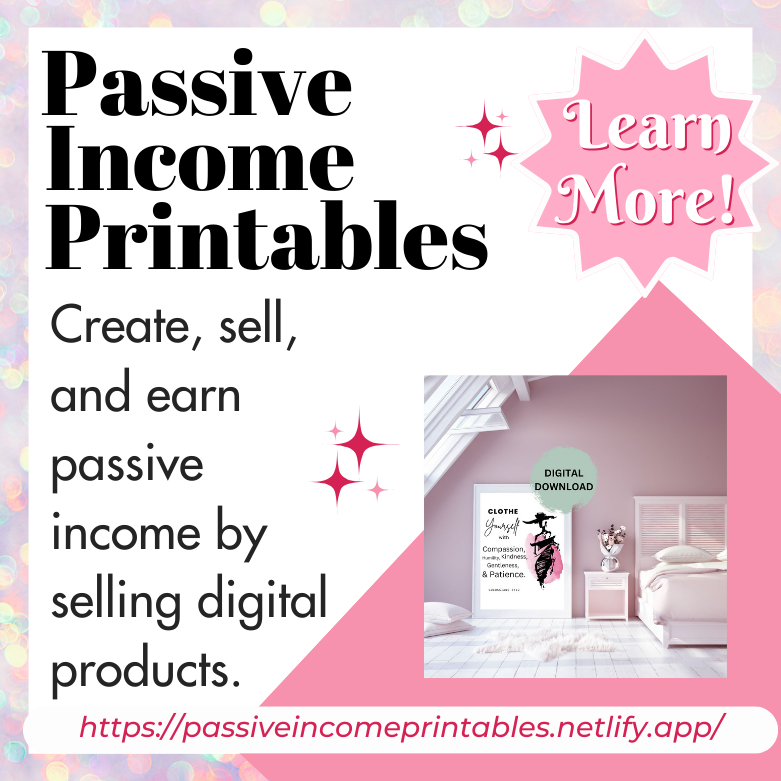 Passive
Income
Printables
Learn
More!
Create, sell,
and earn
passive
income by
selling digital
products.
DIGITAL
DOWNLOAD
CLOTHE
Yourself
with
Compassion,
Humility, Kindness,
Gentleness,
& Patience.
https://passiveincomeprintables.netlify.app/